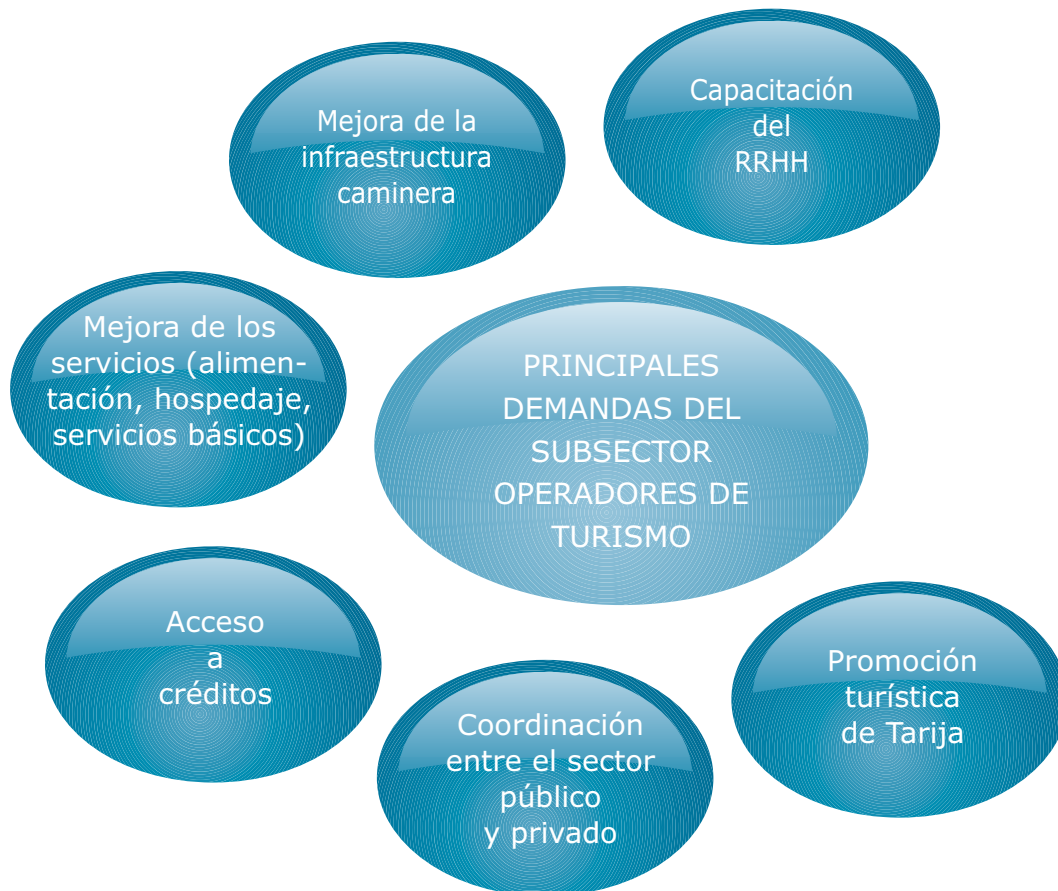 Capacitación
del
RRHH
Mejora de la
infraestructura
caminera
Mejora de los
servicios (alimen-
tación, hospedaje,
servicios básicos)
PRINCIPALES
DEMANDAS DEL
SUBSECTOR
OPERADORES DE
TURISMO
Acceso
a
créditos
Coordinación
entre el sector
público
y privado
Promoción
turística
de Tarija